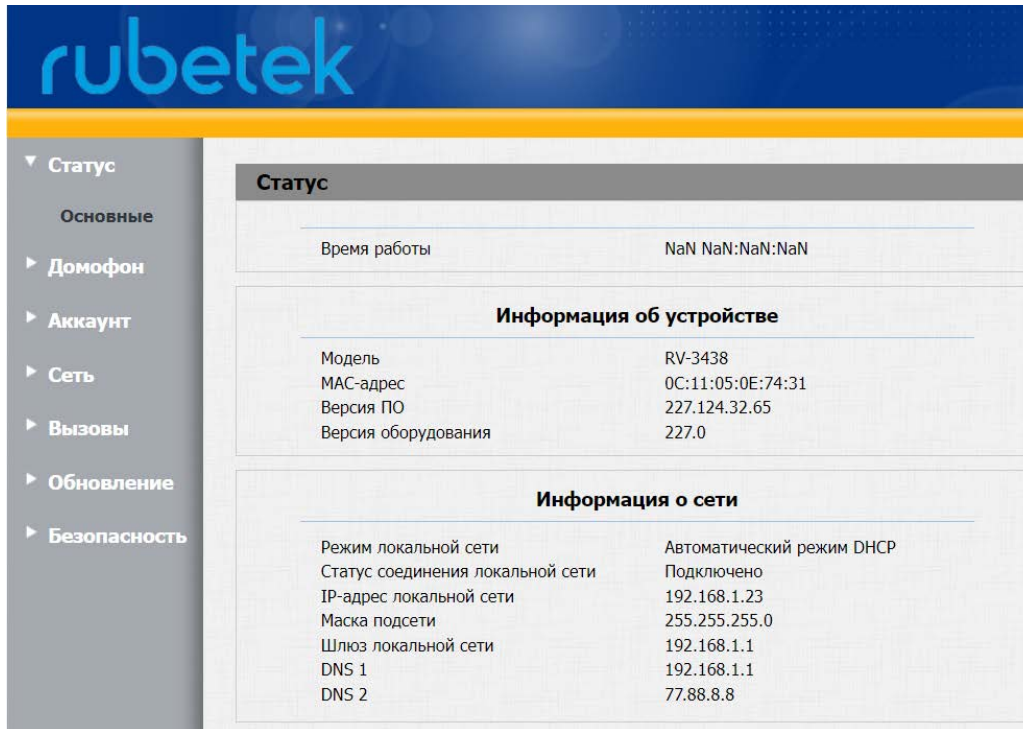 rubetek
Статус
Основные
Домофон
Аккаунт
Сеть
Вызовы
Обновление
Безопасность
Статус
Время работы NaN NaN:NaN:NaN
Информация об устройстве
Модель RV-3438
MAC-адрес 0C:11:05:0E:74:31
Версия ПО 227.124.32.65
Версия оборудования 227.0
Информация о сети
Режим локальной сети Автоматический режим DHCP
Статус соединения локальной сети Подключено
IP-адрес локальной сети 192.168.1.23
Маска подсети 255.255.255.0
Шлюз локальной сети 192.168.1.1
DNS 1 192.168.1.1
DNS 2 77.88.8.8